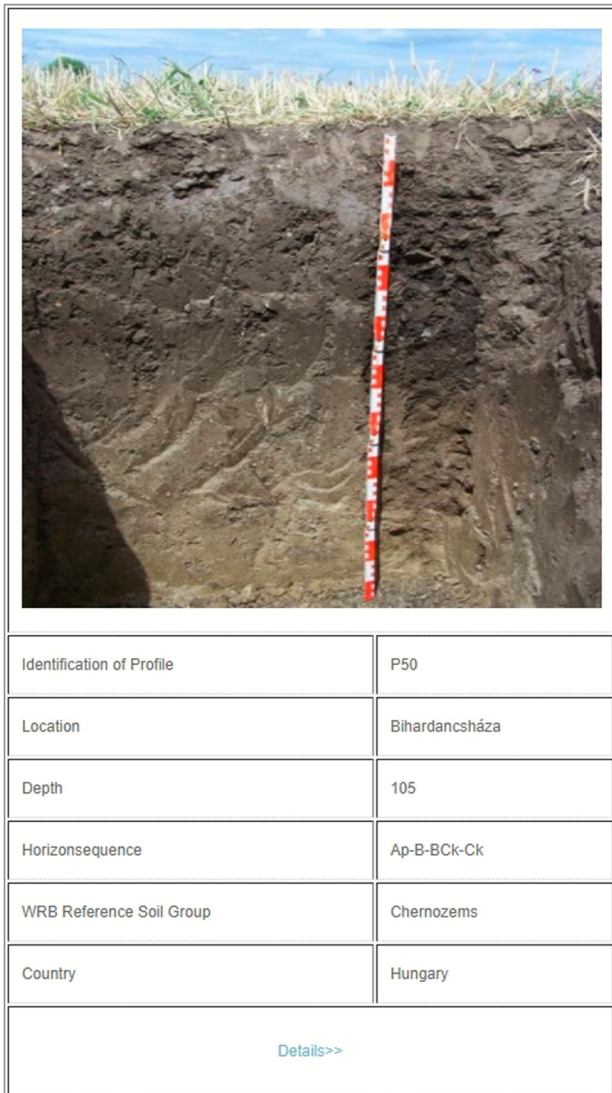 Identification of Profile P50
Location Bihardancsháza
Depth 105
Horizonsequence Ap-B-BCk-Ck
WRB Reference Soil Group Chernozems
Country Hungary
Details>>